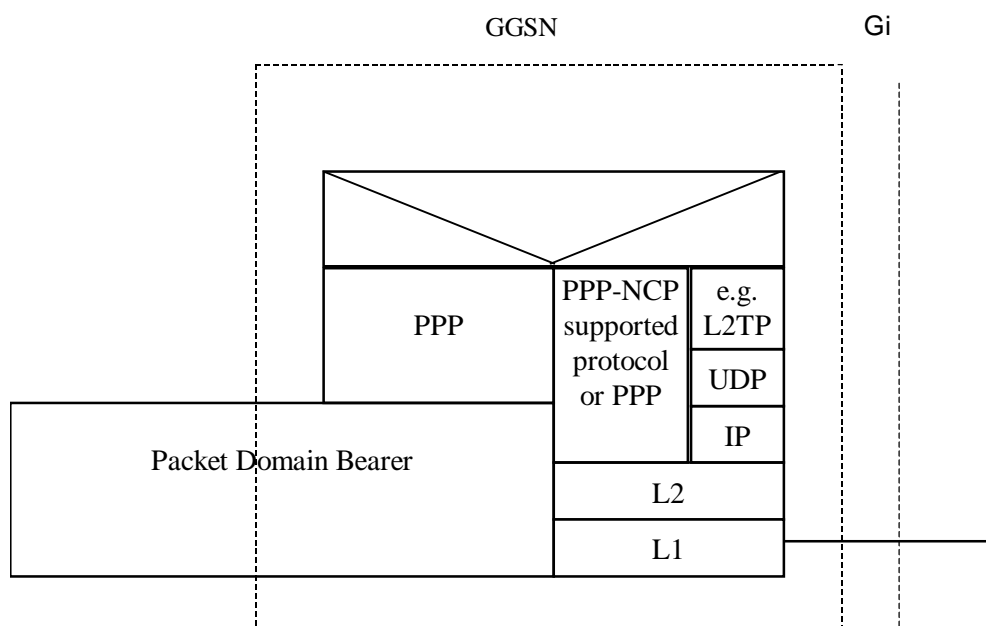 GGSN
Gi
PPP
PPP-NCP
supported
protocol
or PPP
e.g.
L2TP
UDP
IP
Packet Domain Bearer
L2
L1